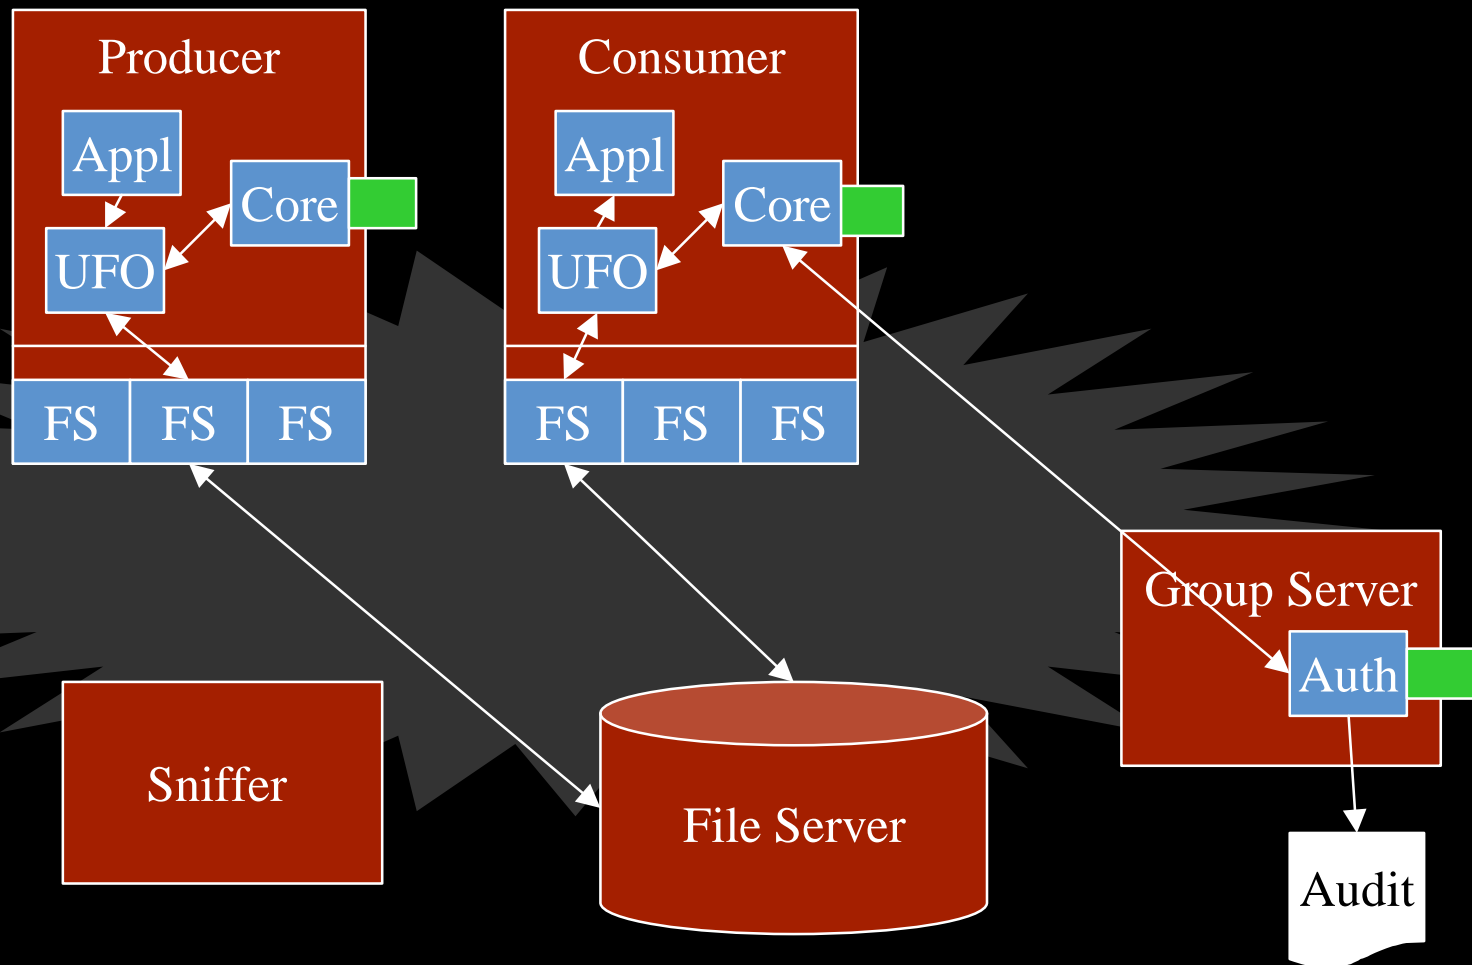 Producer
Appl
Core
UFO
FS
FS
FS
Consumer
Appl
Core
UFO
FS
FS
FS
Group Server
Auth
Sniffer
File Server
Audit